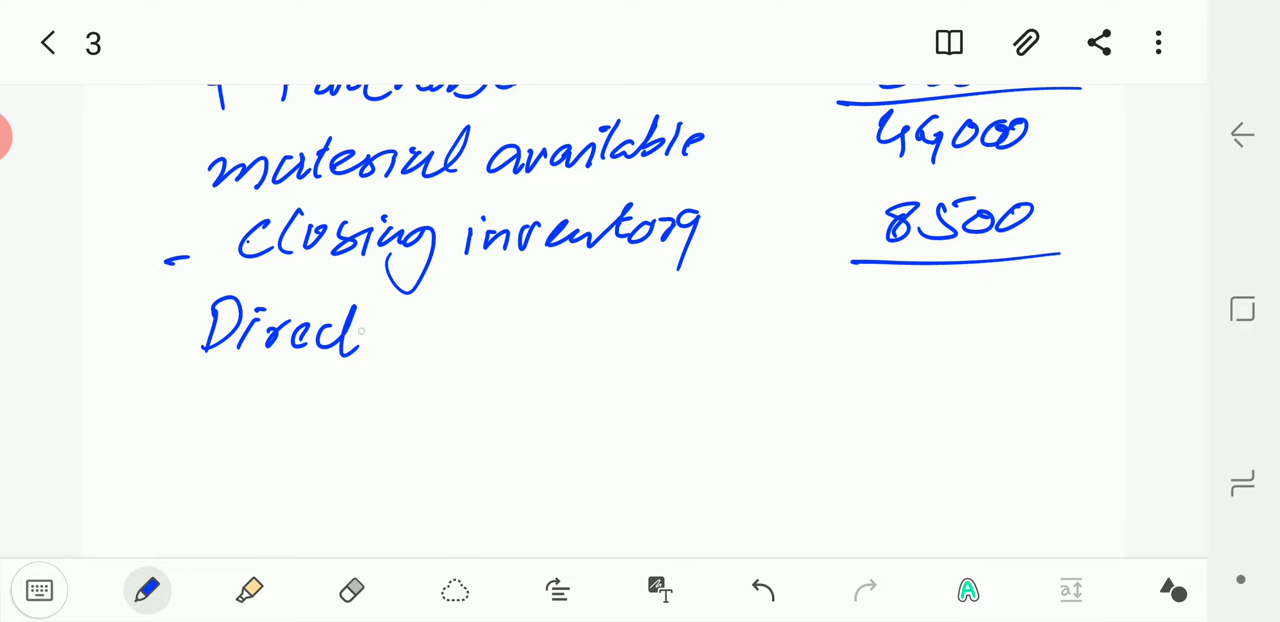 3
material available 44000
- closing inventory 8500
Direct